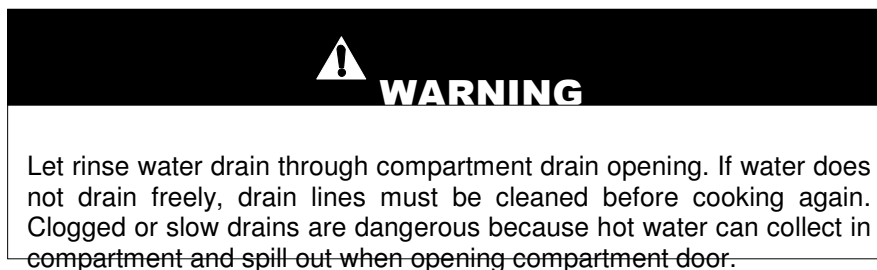 WARNING
Let rinse water drain through compartment drain opening. If water does
not drain freely, drain lines must be cleaned before cooking again.
Clogged or slow drains are dangerous because hot water can collect in
compartment and spill out when opening compartment door.